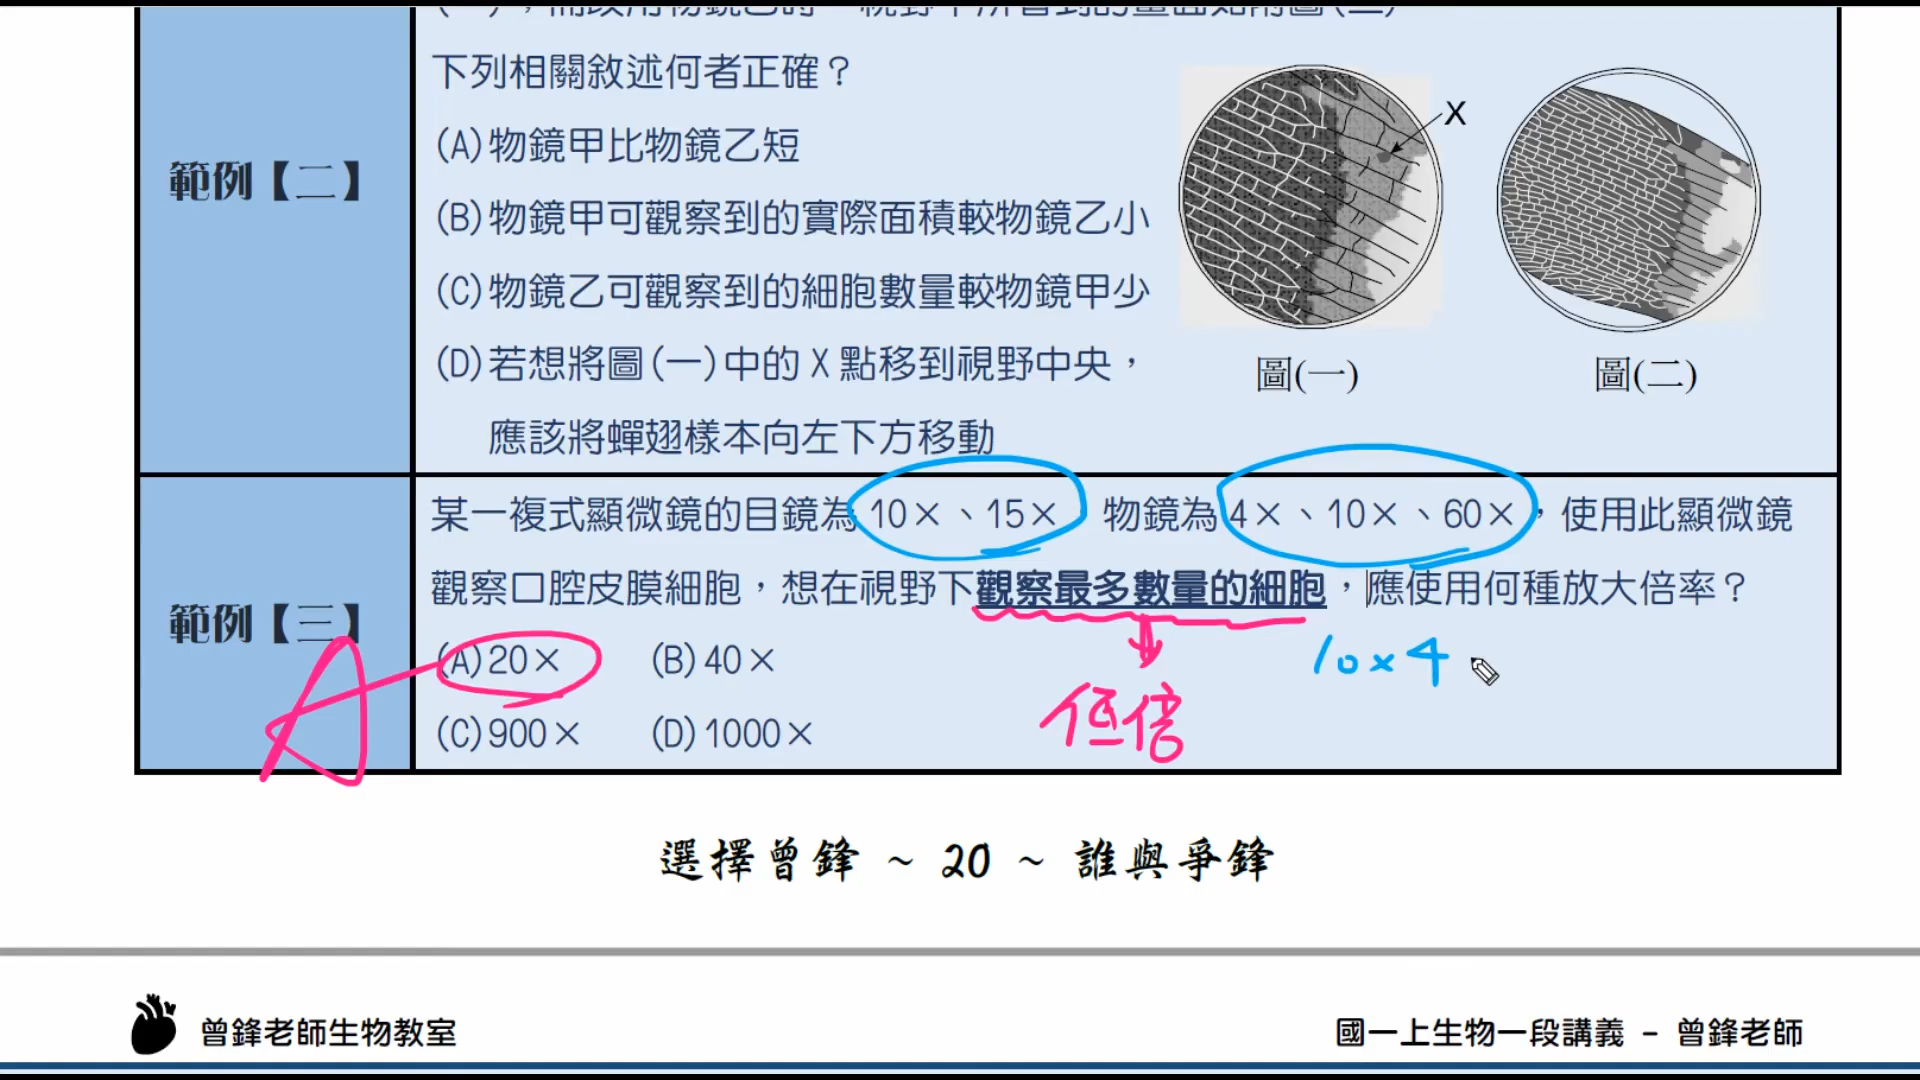 下列相關敘述何者正確？
(A)物鏡甲比物鏡乙短
(B)物鏡甲可觀察到的實際面積較物鏡乙小
(C)物鏡乙可觀察到的細胞數量較物鏡甲少
(D)若想將圖(一)中的 X 點移到視野中央，
應該將蟬翅樣本向左下方移動
X
圖(一)
圖(二)
範例【二】
某一複式顯微鏡的目鏡為 10×、15× 物鏡為 4×、10×、60×，使用此顯微鏡
觀察口腔皮膜細胞，想在視野下觀察最多數量的細胞，應使用何種放大倍率？
範例【三】
(A)20× (B)40×
(C)900× (D)1000×
A
低倍
10×4
選擇曾鋒 ~ 20 ~ 誰與爭鋒
曾鋒老師生物教室
國一上生物一段講義 - 曾鋒老師